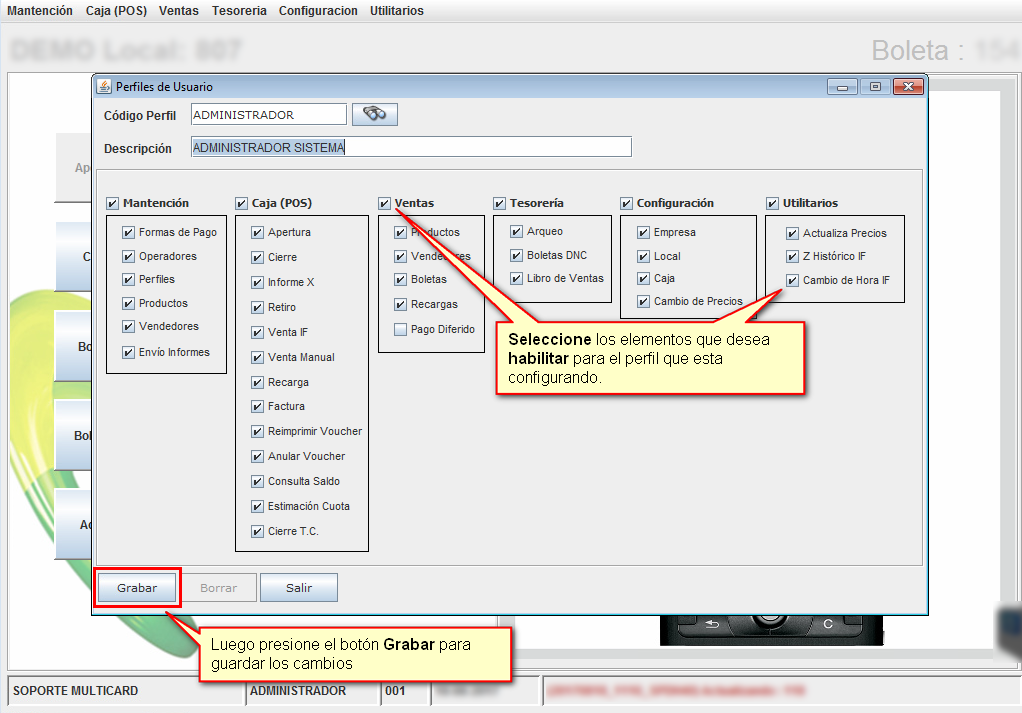 Mantención Caja (POS) Ventas Tesoreria Configuracion Utilitarios
DEMO Local: 807
Boleta : 154
Perfiles de Usuario
Código Perfil ADMINISTRADOR
Descripción ADMINISTRADOR SISTEMA
Mantención
Formas de Pago
Operadores
Perfiles
Productos
Vendedores
Envío Informes
Caja (POS)
Apertura
Cierre
Informe X
Retiro
Venta IF
Venta Manual
Recarga
Factura
Reimprimir Voucher
Anular Voucher
Consulta Saldo
Estimación Cuota
Cierre T.C.
Ventas
Productos
Vendedores
Boletas
Recargas
Pago Diferido
Tesorería
Arqueo
Boletas DNC
Libro de Ventas
Configuración
Empresa
Local
Caja
Cambio de Precios
Utilitarios
Actualiza Precios
Z Histórico IF
Cambio de Hora IF
Seleccione los elementos que desea
habilitar para el perfil que esta
configurando.
Grabar Borrar Salir
Luego presione el botón Grabar para
guardar los cambios
C
SOPORTE MULTICARD ADMINISTRADOR 001